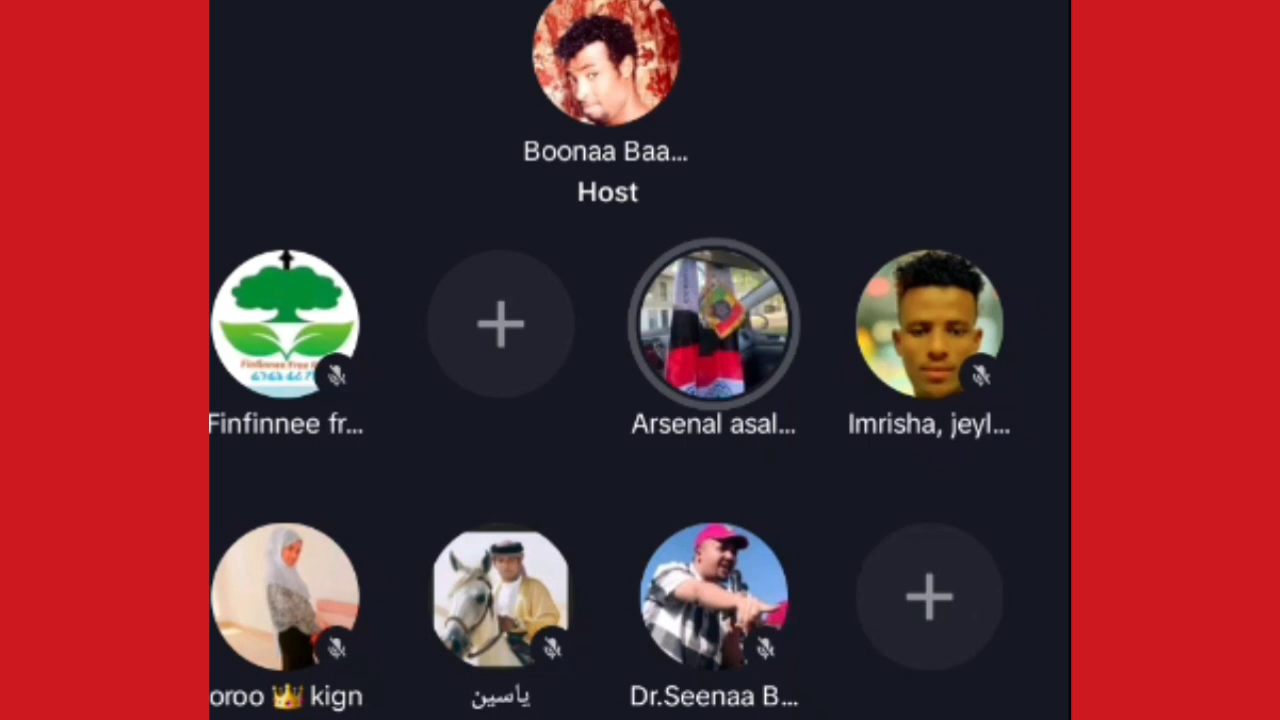 Boonaa Baa...
Host
Finfinnee fr...
Arsenal asal...
Imrisha, jeyl...
oroo 👑 kign
ياسين
Dr.Seenaa B...